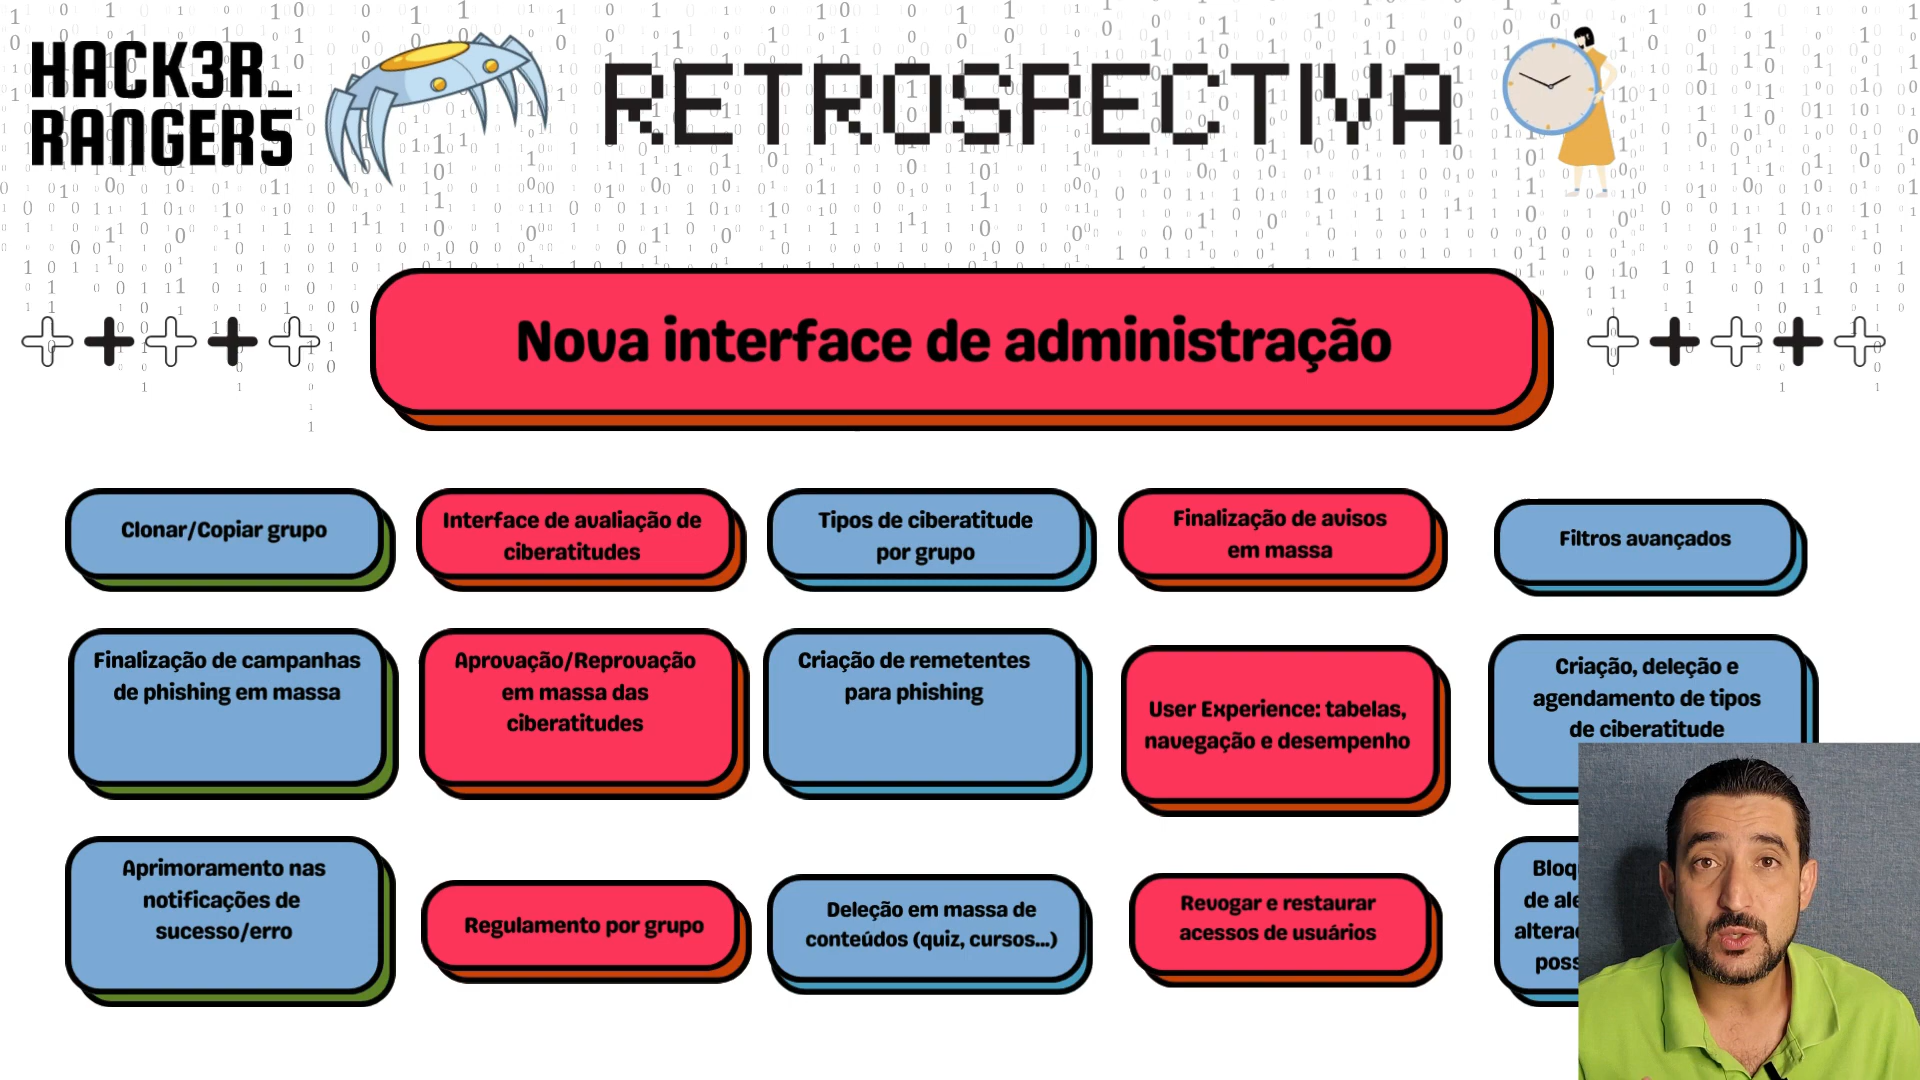 HACK3R_
RANGER5
RETROSPECTIVA
Nova interface de administração
Clonar/Copiar grupo
Interface de avaliação de
ciberatitudes
Tipos de ciberatitude
por grupo
Finalização de avisos
em massa
Filtros avançados
Finalização de campanhas
de phishing em massa
Aprovação/Reprovação
em massa das
ciberatitudes
Criação de remetentes
para phishing
User Experience: tabelas,
navegação e desempenho
Criação, deleção e
agendamento de tipos
de ciberatitude
Aprimoramento nas
notificações de
sucesso/erro
Regulamento por grupo
Deleção em massa de
conteúdos (quiz, cursos...)
Revogar e restaurar
acessos de usuários
de